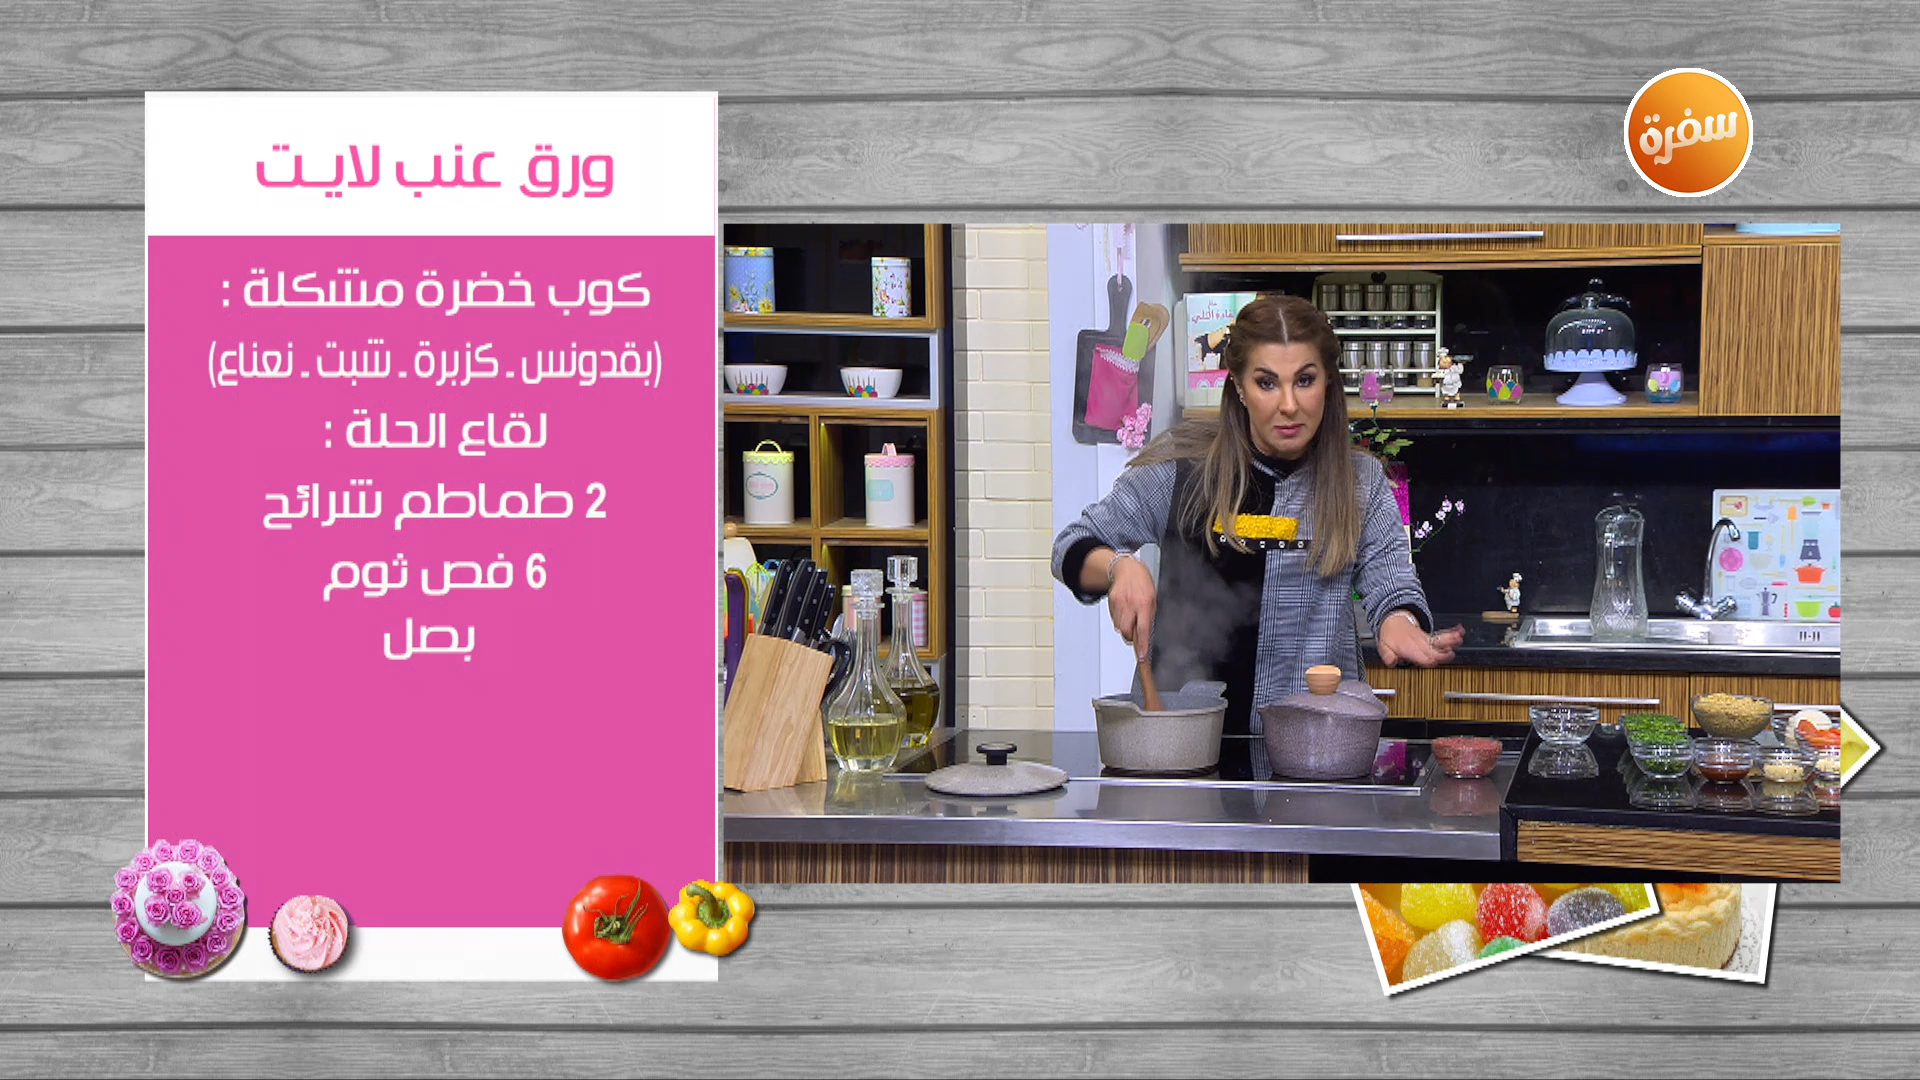 سفرة
ورق عنب لايت
كوب خضرة مشكلة :
(بقدونس ـ كزبرة ـ شبت ـ نعناع)
لقاع الحلة :
2 طماطم شرائح
6 فص ثوم
بصل